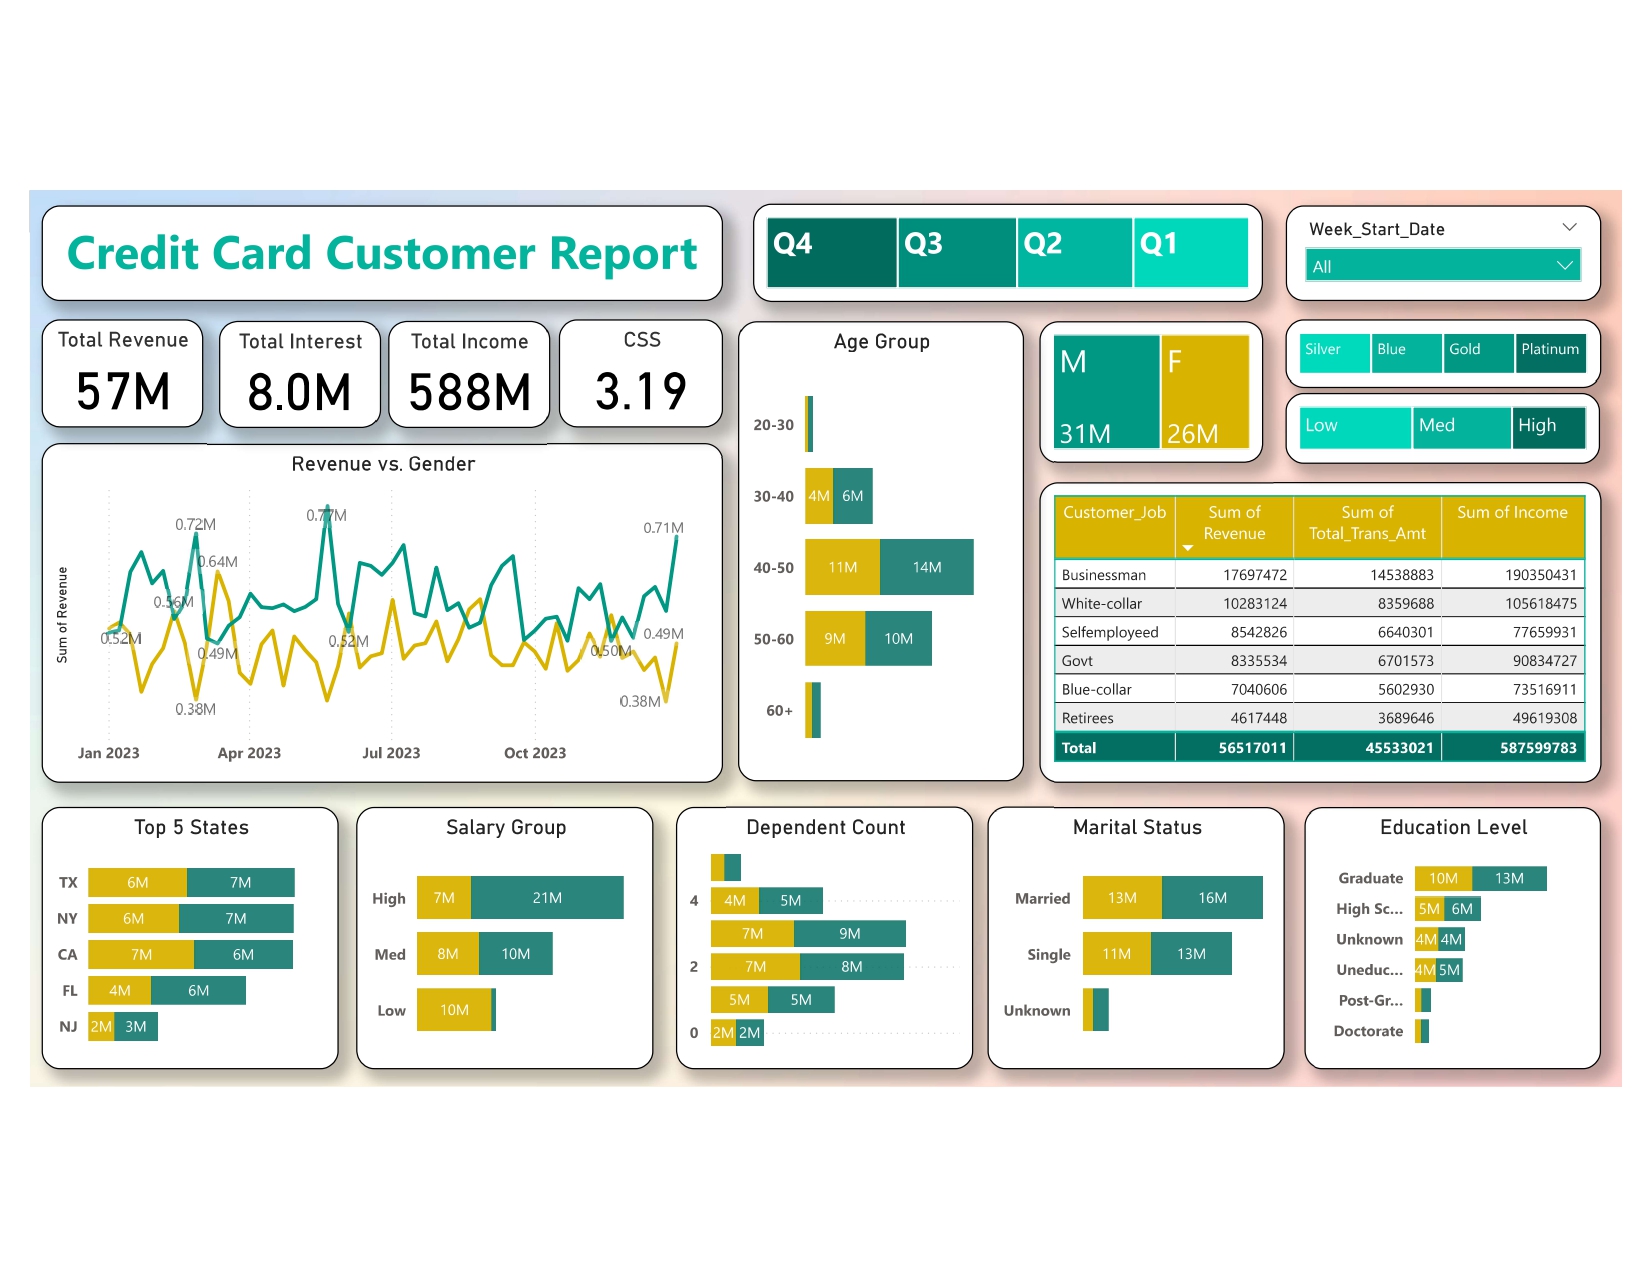 Credit Card Customer Report
Q4 Q3 Q2 Q1
Week_Start_Date
All
Total Revenue
57M
Total Interest
8.0M
Total Income
588M
CSS
3.19
Revenue vs. Gender
Sum of Revenue
0.72M
0.77M
0.71M
0.64M
0.56M
0.52M
0.49M
0.52M
0.50M
0.49M
0.38M
0.38M
Jan 2023 Apr 2023 Jul 2023 Oct 2023
Age Group
20-30
30-40 4M 6M
40-50 11M 14M
50-60 9M 10M
60+
M F
31M 26M
Silver Blue Gold Platinum
Low Med High
Customer_Job Sum of Revenue Sum of Total_Trans_Amt Sum of Income
Businessman 17697472 14538883 190350431
White-collar 10283124 8359688 105618475
Selfemployeed 8542826 6640301 77659931
Govt 8335534 6701573 90834727
Blue-collar 7040606 5602930 73516911
Retirees 4617448 3689646 49619308
Total 56517011 45533021 587599783
Top 5 States
TX 6M 7M
NY 6M 7M
CA 7M 6M
FL 4M 6M
NJ 2M 3M
Salary Group
High 7M 21M
Med 8M 10M
Low 10M
Dependent Count
4 4M 5M
7M 9M
2 7M 8M
5M 5M
0 2M 2M
Marital Status
Married 13M 16M
Single 11M 13M
Unknown
Education Level
Graduate 10M 13M
High Sc... 5M 6M
Unknown 4M 4M
Uneduc... 4M 5M
Post-Gr...
Doctorate